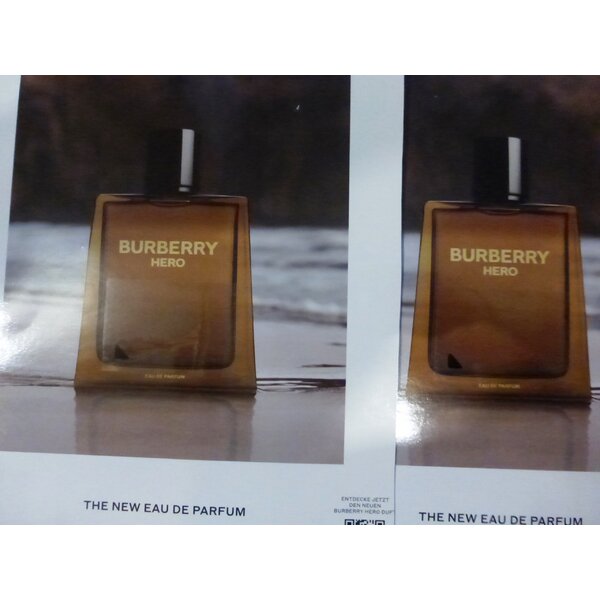 BURBERRY
HERO
EAU DE PARFUM
THE NEW EAU DE PARFUM
ENTDECKE JETZT
DEN NEUEN
BURBERRY HERO DUFT
BURBERRY
HERO
EAU DE PARFUM
THE NEW EAU DE PARFUM